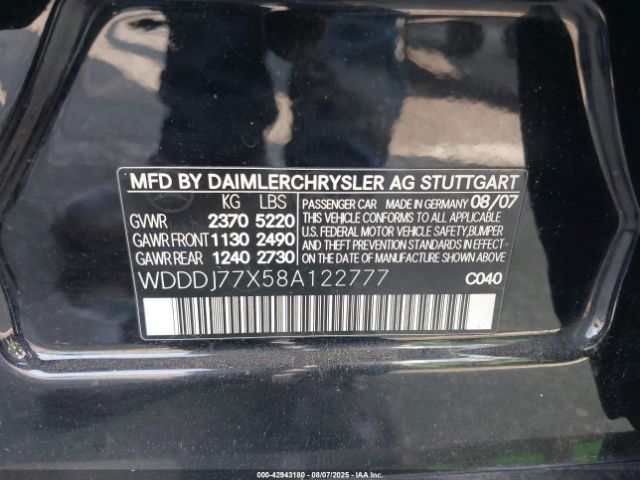 MFD BY DAIMLERCHRYSLER AG STUTTGART
KG LBS
GVWR 2370 5220
GAWR FRONT 1130 2490
GAWR REAR 1240 2730
PASSENGER CAR MADE IN GERMANY 08/07
THIS VEHICLE CONFORMS TO ALL APPLICABLE
U.S. FEDERAL MOTOR VEHICLE SAFETY, BUMPER
AND THEFT PREVENTION STANDARDS IN EFFECT
ON THE DATE OF MANUFACTURE SHOWN ABOVE.
WDDDJ77X58A122777
C040
000-42943180 - 08/07/2025 - IAA Inc.